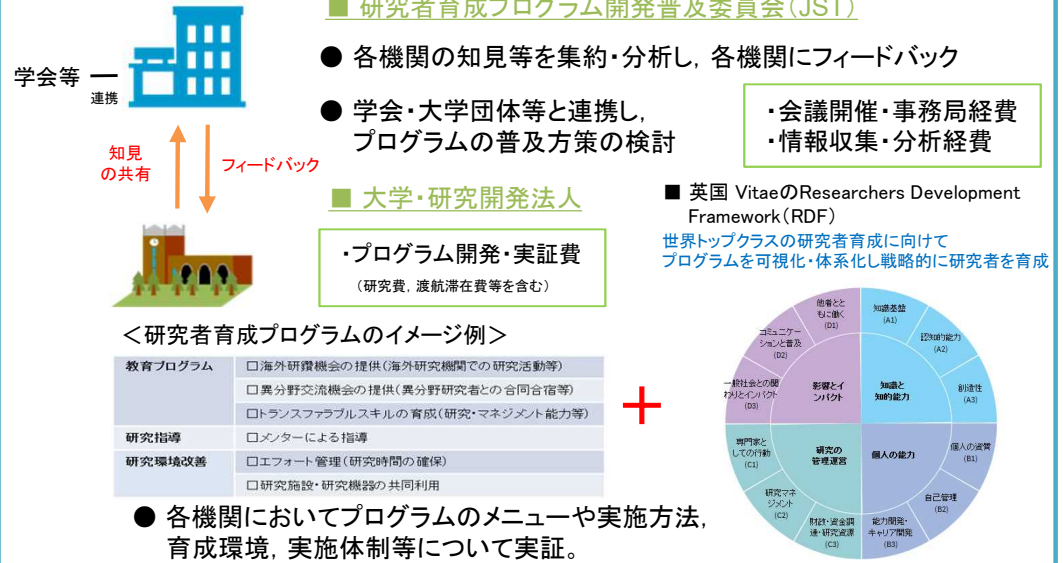 ■ 研究者育成プログラム開発普及委員会（JST）
● 各機関の知見等を集約・分析し，各機関にフィードバック
学会等
連携
● 学会・大学団体等と連携し，
プログラムの普及方策の検討
・会議開催・事務局経費
・情報収集・分析経費
知見
の共有
フィードバック
■ 大学・研究開発法人
・プログラム開発・実証費
（研究費，渡航滞在費等を含む）
■ 英国 VitaeのResearchers Development
Framework（RDF）
世界トップクラスの研究者育成に向けて
プログラムを可視化・体系化し戦略的に研究者を育成
＜研究者育成プログラムのイメージ例＞
教育プログラム
□海外研鑽機会の提供（海外研究機関での研究活動等）
□異分野交流機会の提供（異分野研究者との合同合宿等）
□トランスファラブルスキルの育成（研究・マネジメント能力等）
研究指導
□メンターによる指導
研究環境改善
□エフォート管理（研究時間の確保）
□研究施設・研究機器の共同利用
＋
他者とと
もに働く
(D1)
知識基盤
(A1)
コミュニケー
ションと普及
(D2)
認知的能力
(A2)
一般社会との関
わりとインパクト
(D3)
影響とイ
ンパクト
知識と
知的能力
創造性
(A3)
専門家と
しての行動
(C1)
研究の
管理運営
個人の能力
個人の資質
(B1)
研究マネ
ジメント
(C2)
自己管理
(B2)
財政・資金調
達・研究資源
(C3)
能力開発・
キャリア開発
(B3)
● 各機関においてプログラムのメニューや実施方法，
育成環境，実施体制等について実証。